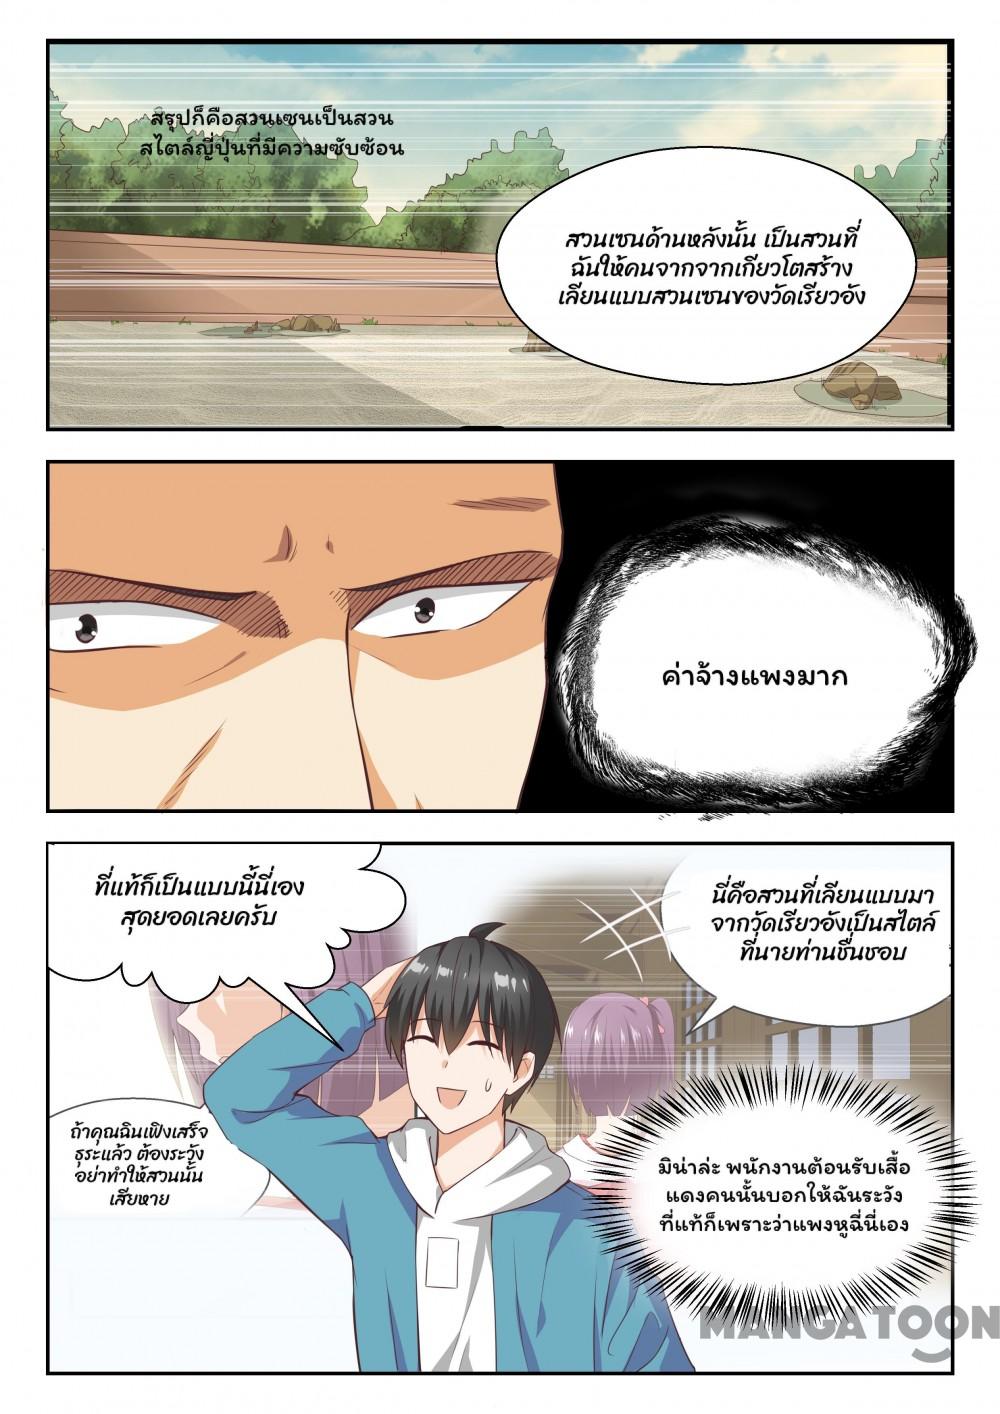 สรุปก็คือสวนเซนเป็นสวน
สไตล์ญี่ปุ่นที่มีความซับซ้อน
สวนเซนด้านหลังนั้น เป็นสวนที่
ฉันให้คนจากจากเกียวโตสร้าง
เลียนแบบสวนเซนของวัดเรียวอัง
ค่าจ้างแพงมาก
ที่แท้ก็เป็นแบบนี้นี่เอง
สุดยอดเลยครับ
นี่คือสวนที่เลียนแบบมา
จากวัดเรียวอังเป็นสไตล์
ที่นายท่านชื่นชอบ
ถ้าคุณฉินเฟิงเสร็จ
ธุระแล้ว ต้องระวัง
อย่าทำให้สวนนั้น
เสียหาย
มิน่าล่ะ พนักงานต้อนรับเสื้อ
แดงคนนั้นบอกให้ฉันระวัง
ที่แท้ก็เพราะว่าแพงหูฉี่นี่เอง
MANGATOON